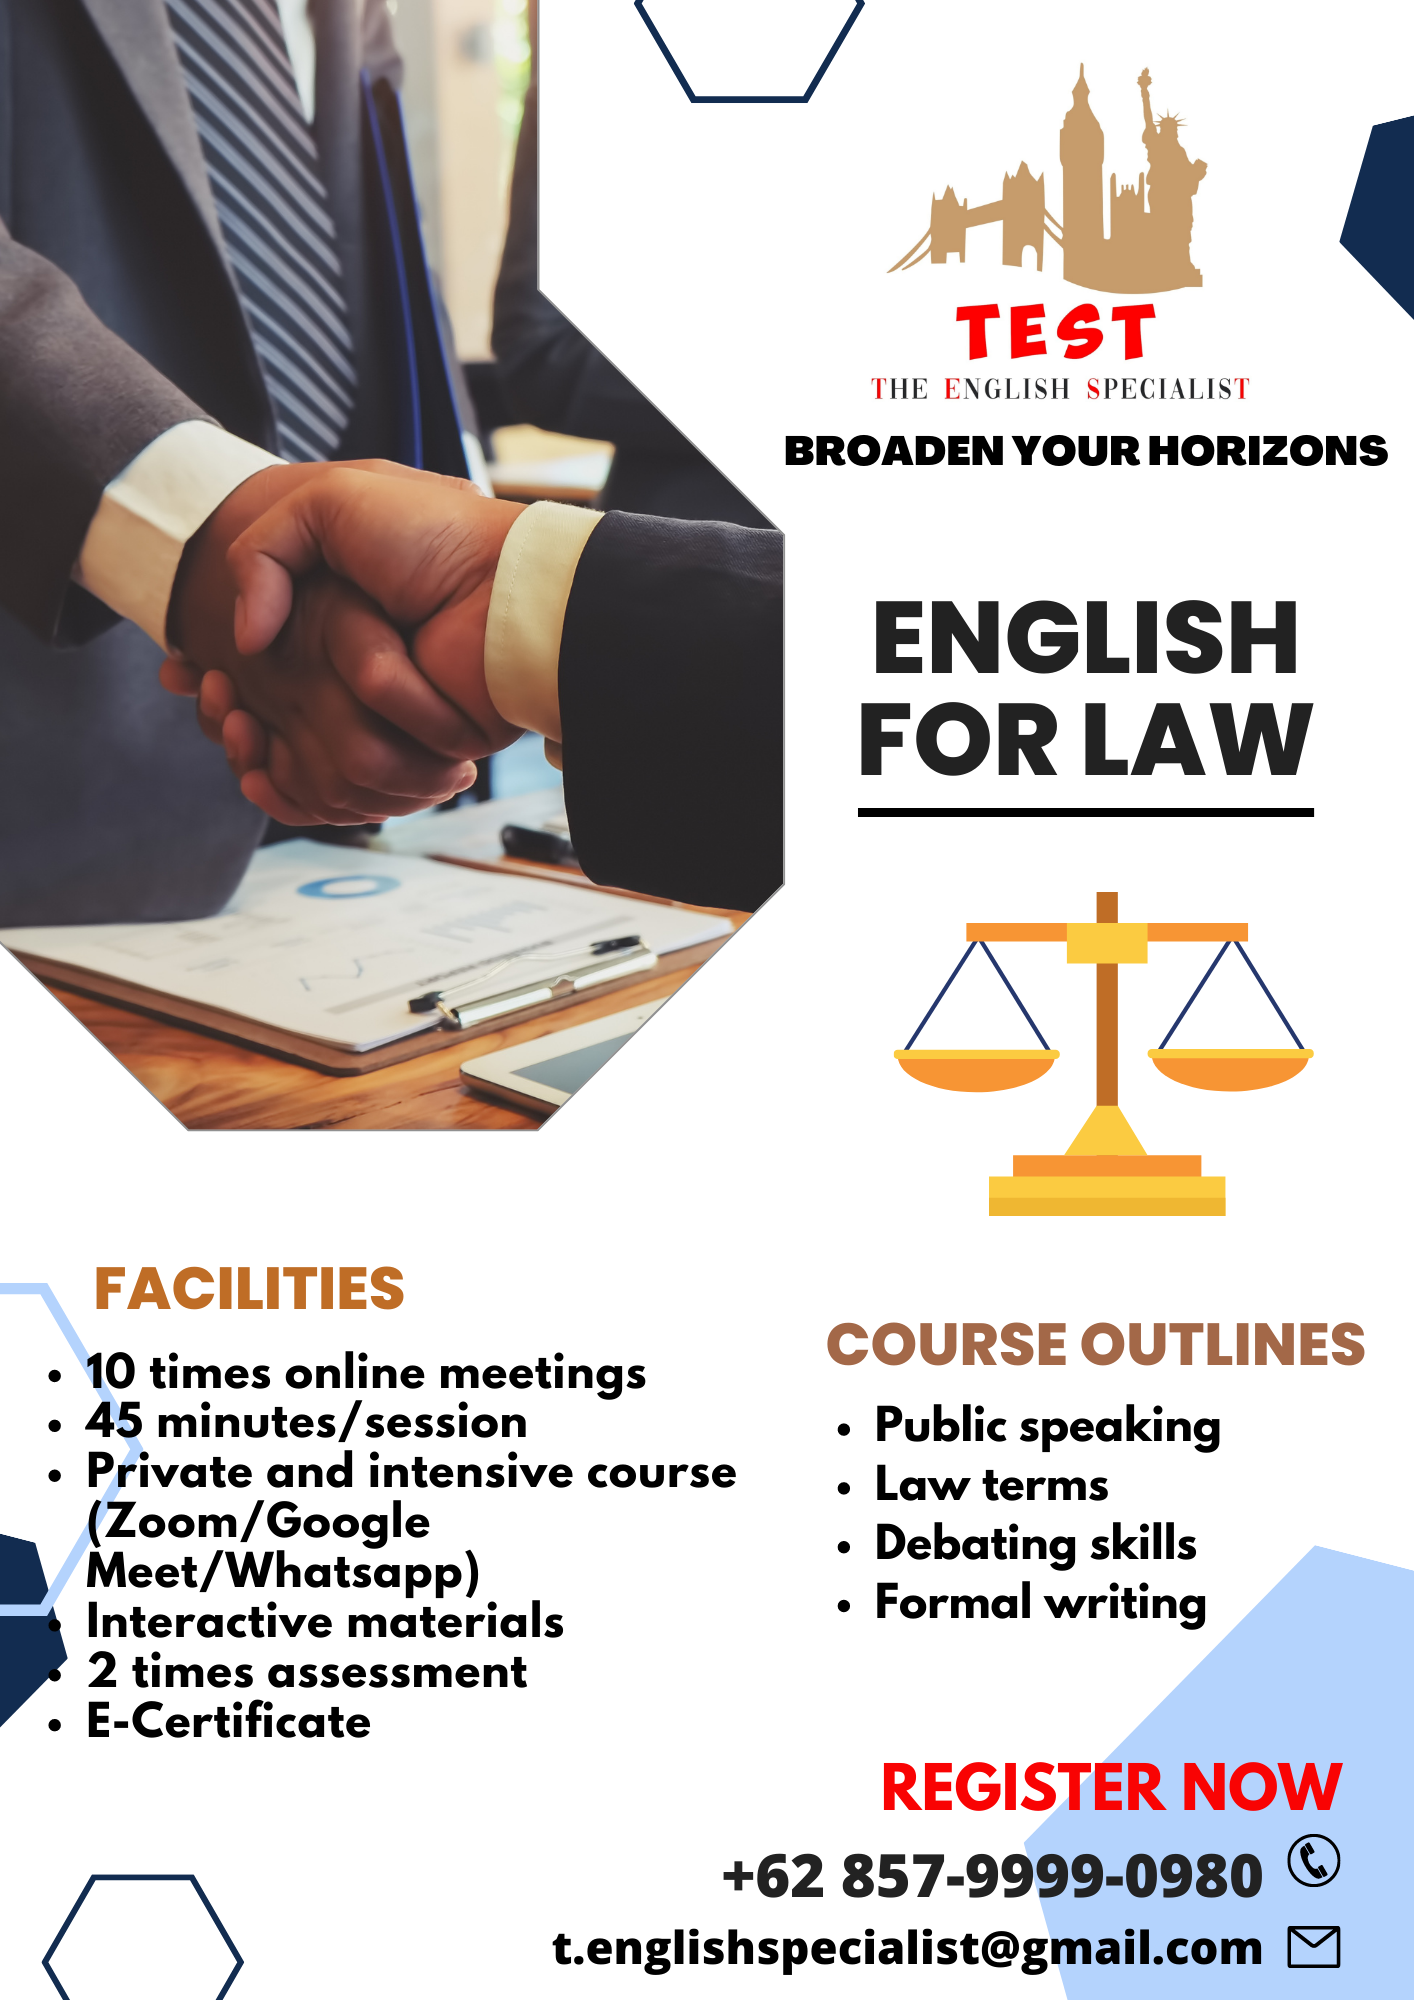 TEST
THE ENGLISH SPECIALIST
BROADEN YOUR HORIZONS
ENGLISH
FOR LAW
FACILITIES
• 10 times online meetings
• 45 minutes/session
• Private and intensive course
(Zoom/Google
Meet/Whatsapp)
• Interactive materials
• 2 times assessment
• E-Certificate
COURSE OUTLINES
• Public speaking
• Law terms
• Debating skills
• Formal writing
REGISTER NOW
+62 857-9999-0980
t.englishspecialist@gmail.com